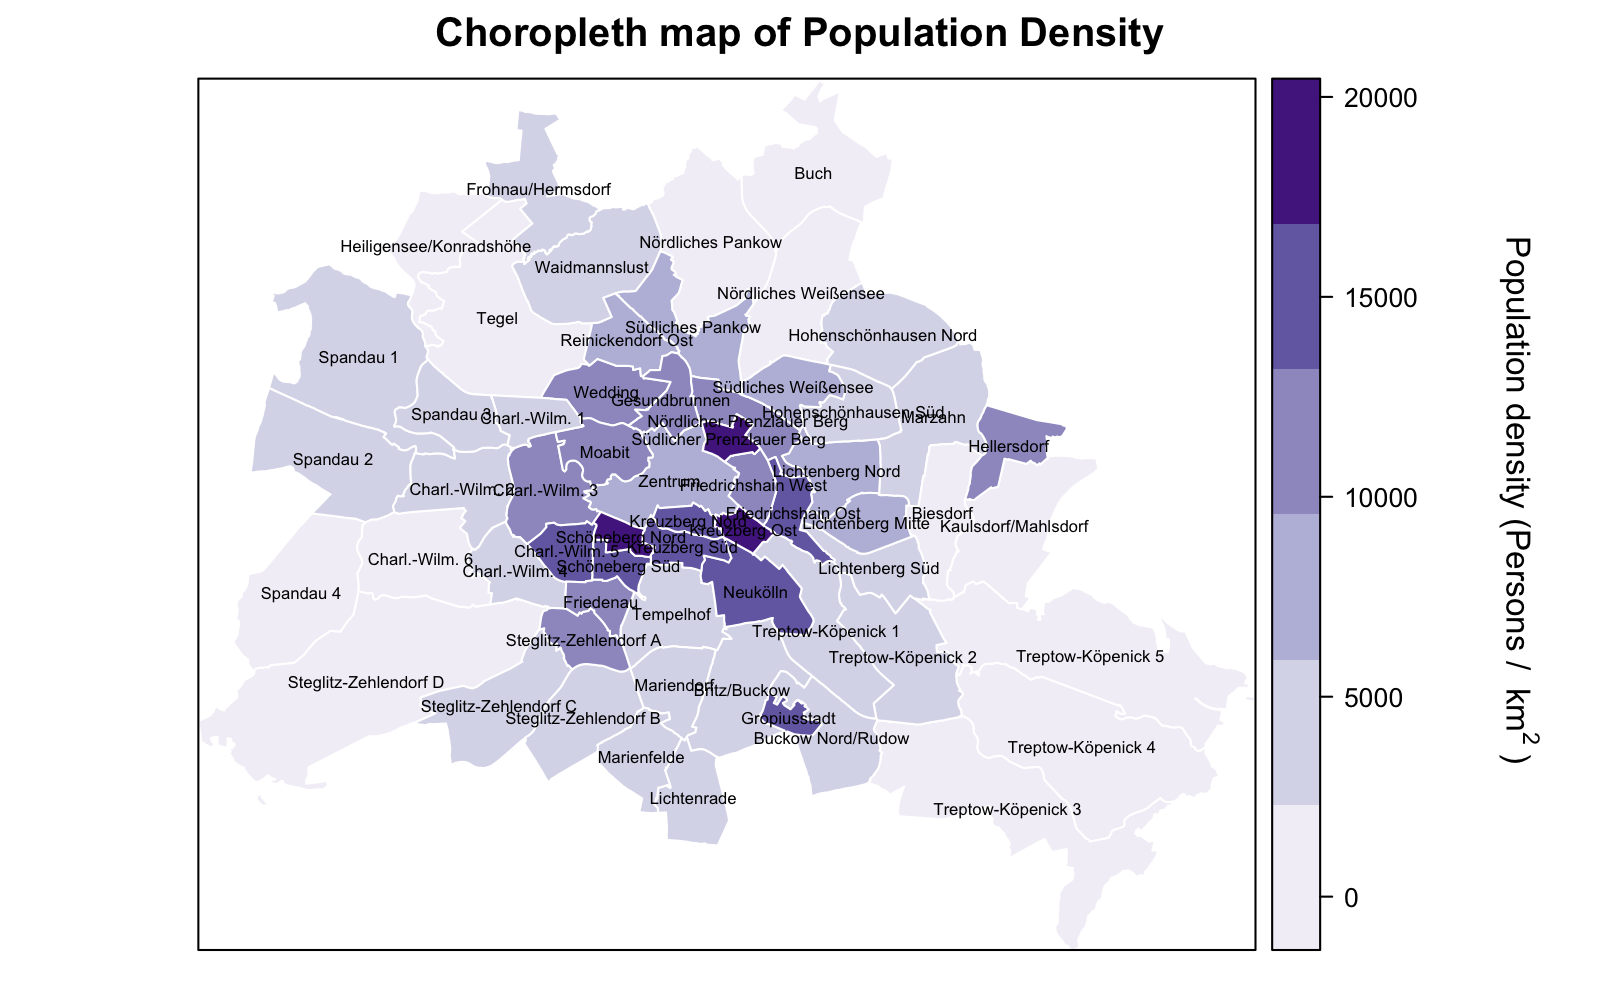 Choropleth map of Population Density
Buch
Frohnau/Hermsdorf
Nördliches Pankow
Heiligensee/Konradshöhe
Waidmannslust
Nördliches Weißensee
Tegel
Südliches Pankow
Hohenschönhausen Nord
Reinickendorf Ost
Spandau 1
Südliches Weißensee
Wedding
Gesundbrunnen
Hohenschönhausen Süd
Spandau 3
Charl.-Wilm. 1
Marzahn
Nördlicher Prenzlauer Berg
Südlicher Prenzlauer Berg
Hellersdorf
Moabit
Spandau 2
Lichtenberg Nord
Zentrum
Friedrichshain West
Charl.-Wilm. 2
Charl.-Wilm. 3
Friedrichshain Ost
Biesdorf
Kreuzberg Nord
Lichtenberg Mitte
Kaulsdorf/Mahlsdorf
Kreuzberg Ost
Schöneberg Nord
Kreuzberg Süd
Charl.-Wilm. 5
Charl.-Wilm. 6
Schöneberg Süd
Lichtenberg Süd
Charl.-Wilm. 4
Spandau 4
Neukölln
Friedenau
Tempelhof
Treptow-Köpenick 1
Steglitz-Zehlendorf A
Treptow-Köpenick 2
Treptow-Köpenick 5
Steglitz-Zehlendorf D
Mariendorf
Britz/Buckow
Steglitz-Zehlendorf C
Steglitz-Zehlendorf B
Gropiusstadt
Buckow Nord/Rudow
Treptow-Köpenick 4
Marienfelde
Lichtenrade
Treptow-Köpenick 3
20000
15000
10000
5000
0
Population density (Persons / km²)